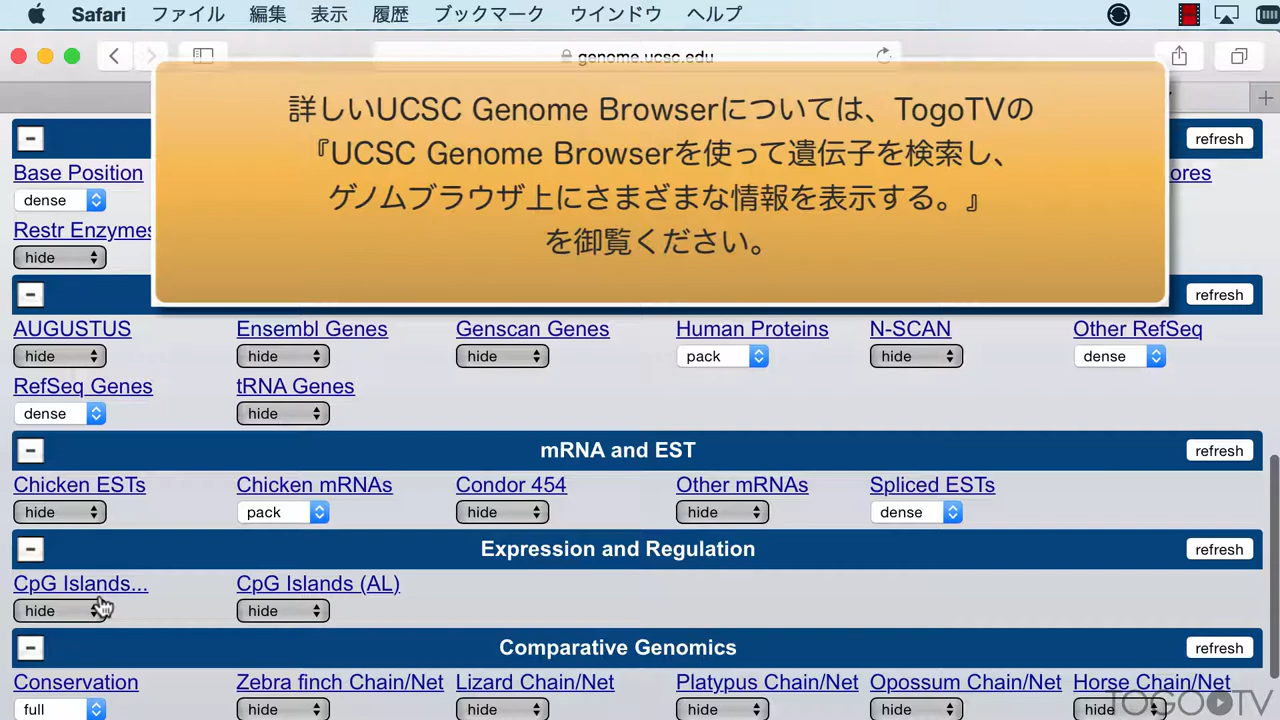 Safari ファイル 編集 表示 履歴 ブックマーク ウインドウ ヘルプ
genome.ucsc.edu
詳しいUCSC Genome Browserについては、TogoTVの
『UCSC Genome Browserを使って遺伝子を検索し、
ゲノムブラウザ上にさまざまな情報を表示する。』
を御覧ください。
refresh
Base Position
ores
dense
Restr Enzymes
hide
refresh
AUGUSTUS Ensembl Genes Genscan Genes Human Proteins N-SCAN Other RefSeq
hide hide hide pack hide dense
RefSeq Genes tRNA Genes
dense hide
mRNA and EST refresh
Chicken ESTs Chicken mRNAs Condor 454 Other mRNAs Spliced ESTs
hide pack hide hide dense
Expression and Regulation refresh
CpG Islands... CpG Islands (AL)
hide hide
Comparative Genomics refresh
Conservation Zebra finch Chain/Net Lizard Chain/Net Platypus Chain/Net Opossum Chain/Net Horse Chain/Net
full hide hide hide hide hide
TOGO TV